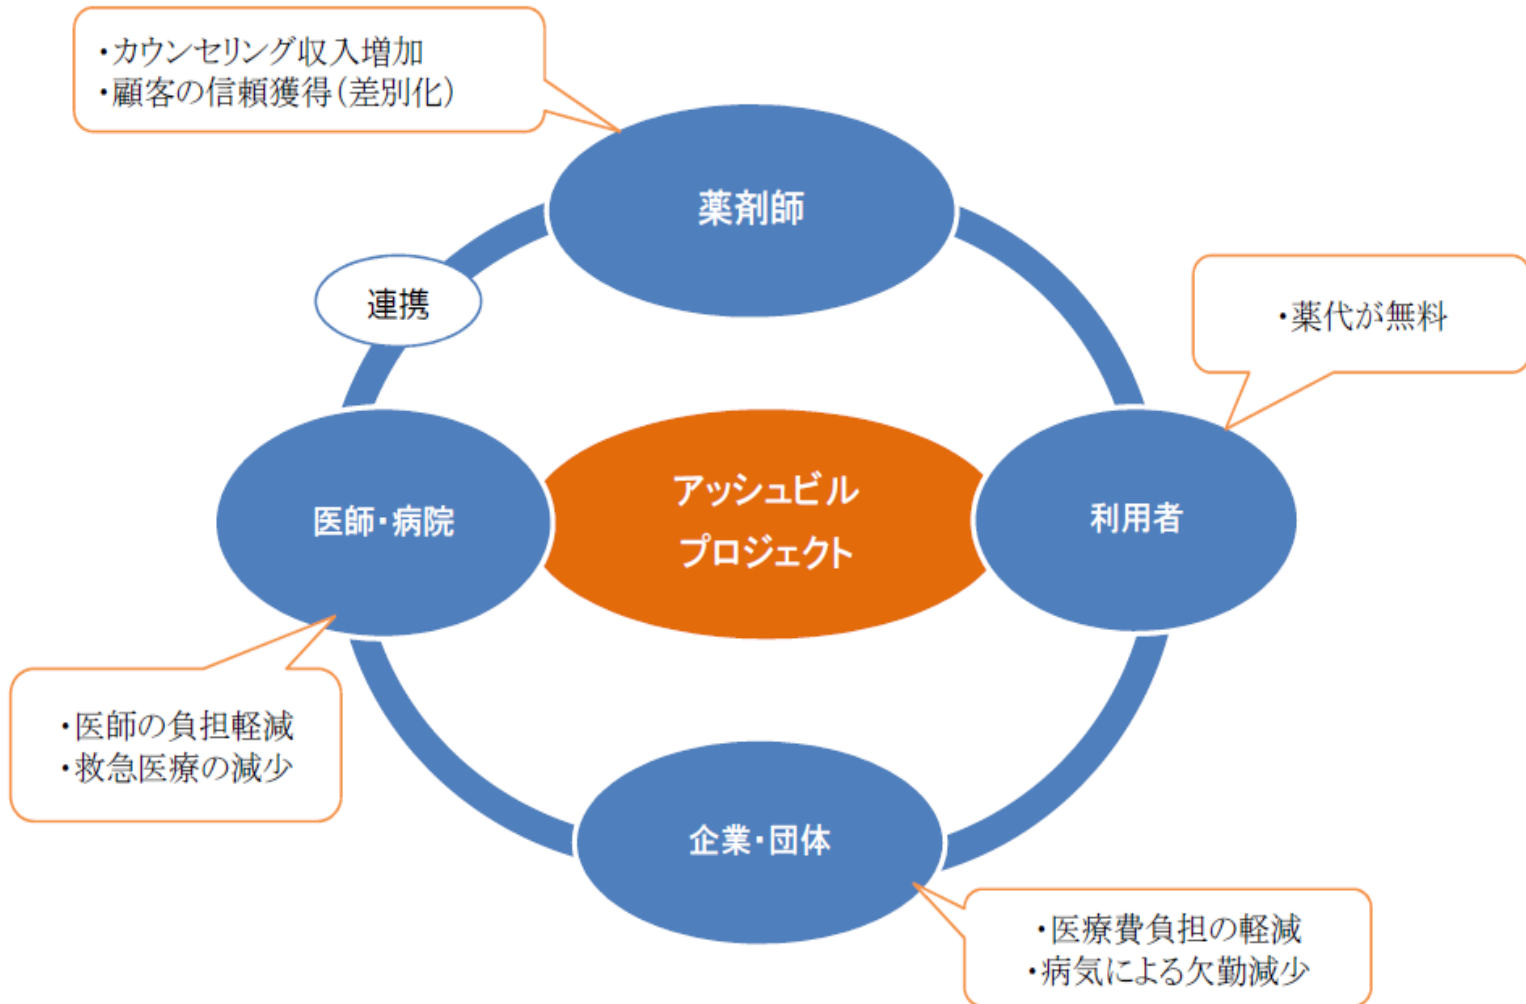 ・カウンセリング収入増加
・顧客の信頼獲得(差別化)
薬剤師
連携
・薬代が無料
医師・病院
アッシュビル
プロジェクト
利用者
・医師の負担軽減
・救急医療の減少
企業・団体
・医療費負担の軽減
・病気による欠勤減少